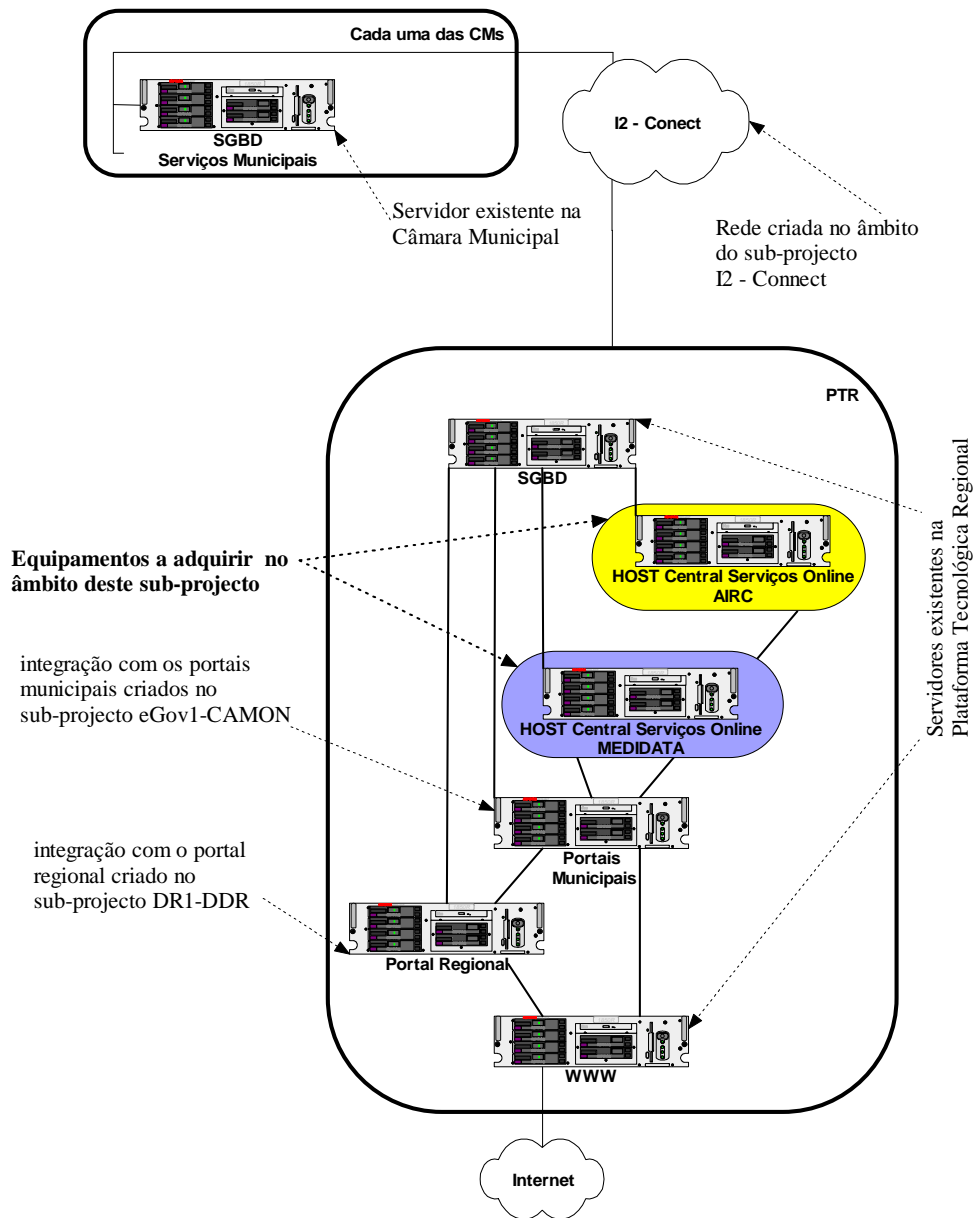 Cada uma das CMs
SGBD
Serviços Municipais
I2 - Conect
Servidor existente na
Câmara Municipal
Rede criada no âmbito
do sub-projecto
I2 - Connect
PTR
SGBD
HOST Central Serviços Online
AIRC
Equipamentos a adquirir no
âmbito deste sub-projecto
integração com os portais
municipais criados no
sub-projecto eGov1-CAMON
HOST Central Serviços Online
MEDIDATA
Servidores existentes na
Plataforma Tecnológica Regional
Portais
Municipais
integração com o portal
regional criado no
sub-projecto DR1-DDR
Portal Regional
WWW
Internet